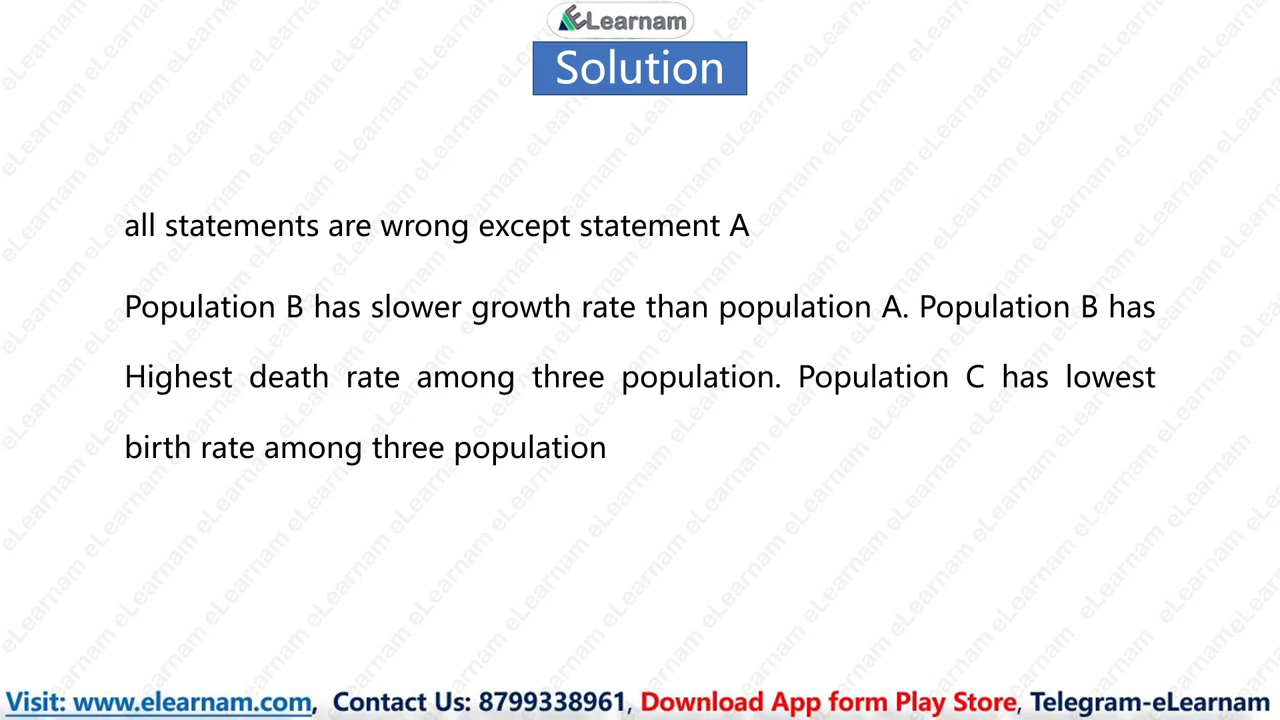 ELearnam
Solution
all statements are wrong except statement A
Population B has slower growth rate than population A. Population B has
Highest death rate among three population. Population C has lowest
birth rate among three population
Visit: www.elearnam.com, Contact Us: 8799338961, Download App form Play Store, Telegram-eLearnam